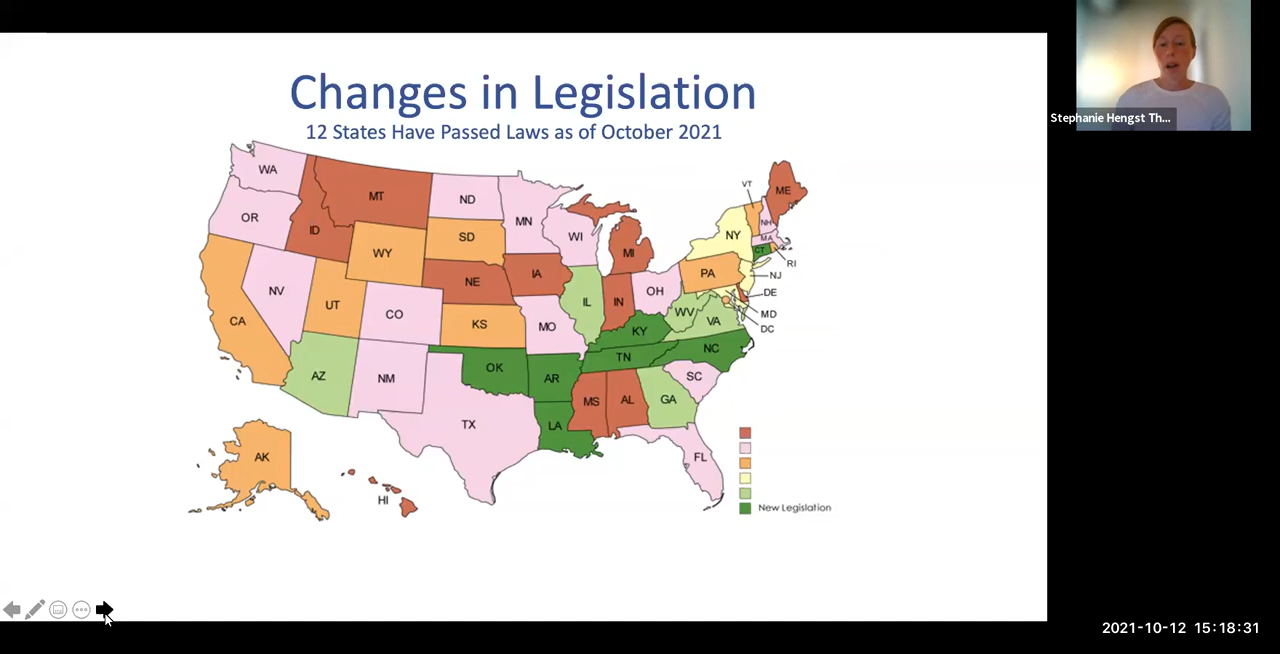 Changes in Legislation
12 States Have Passed Laws as of October 2021
Stephanie Hengst Th...
WA
OR
CA
NV
ID
MT
WY
UT
AZ
CO
NM
ND
SD
NE
KS
OK
TX
MN
IA
MO
AR
LA
WI
IL
MI
IN
OH
KY
TN
MS
AL
GA
FL
SC
NC
VA
WV
PA
NY
VT
NH
MA
CT
ME
RI
NJ
DE
MD
DC
AK
HI
New Legislation
2021-10-12 15:18:31